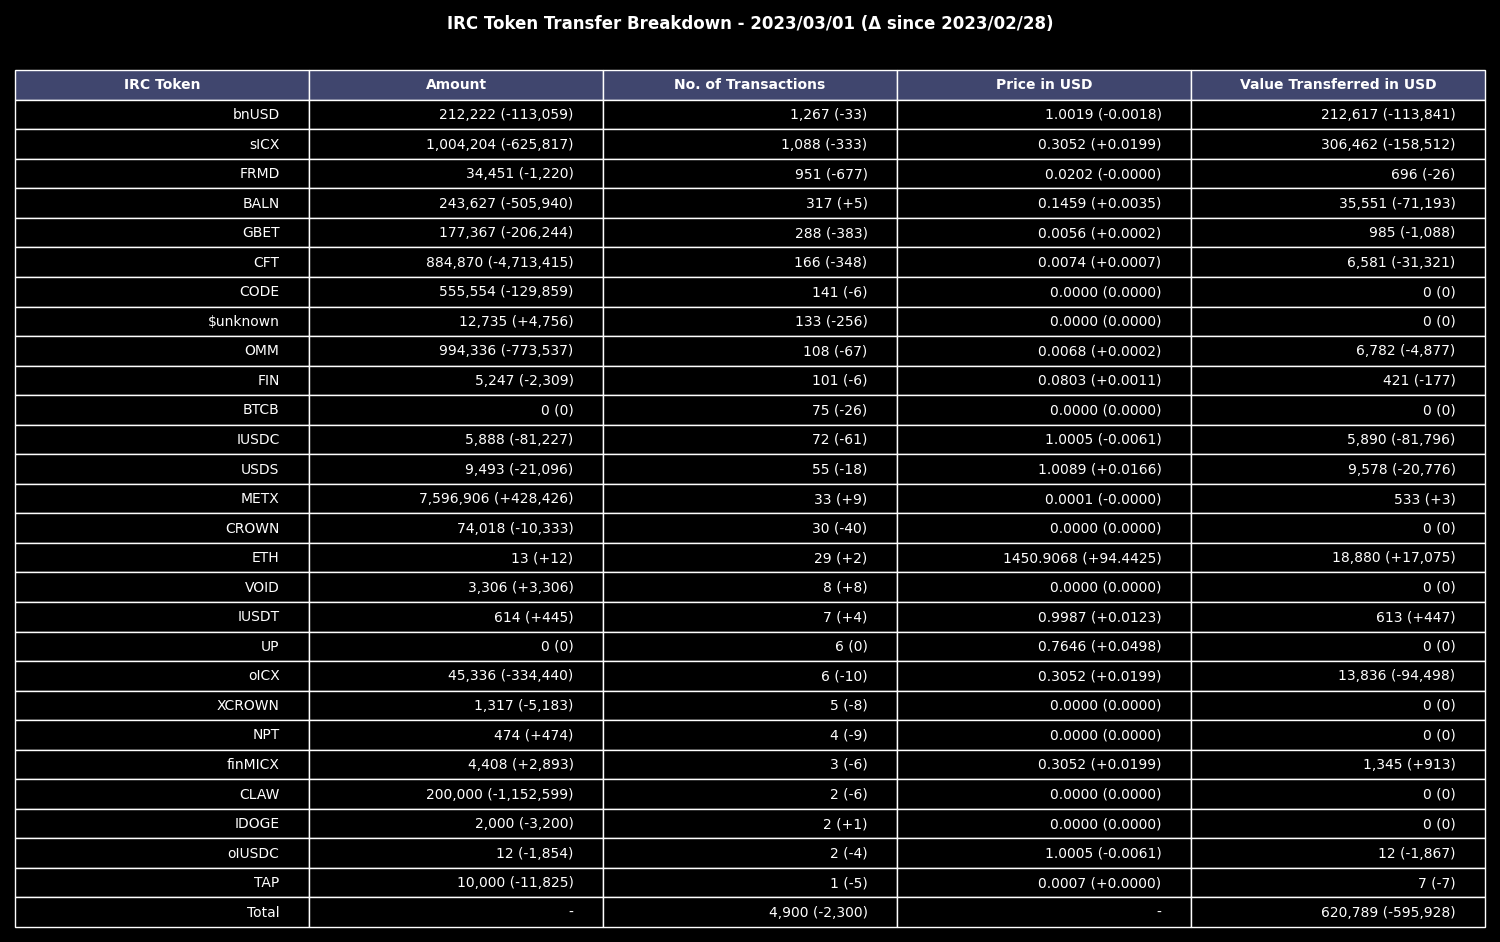 IRC Token Transfer Breakdown - 2023/03/01 (Δ since 2023/02/28)
IRC Token Amount No. of Transactions Price in USD Value Transferred in USD
bnUSD 212,222 (-113,059) 1,267 (-33) 1.0019 (-0.0018) 212,617 (-113,841)
sICX 1,004,204 (-625,817) 1,088 (-333) 0.3052 (+0.0199) 306,462 (-158,512)
FRMD 34,451 (-1,220) 951 (-677) 0.0202 (-0.0000) 696 (-26)
BALN 243,627 (-505,940) 317 (+5) 0.1459 (+0.0035) 35,551 (-71,193)
GBET 177,367 (-206,244) 288 (-383) 0.0056 (+0.0002) 985 (-1,088)
CFT 884,870 (-4,713,415) 166 (-348) 0.0074 (+0.0007) 6,581 (-31,321)
CODE 555,554 (-129,859) 141 (-6) 0.0000 (0.0000) 0 (0)
$unknown 12,735 (+4,756) 133 (-256) 0.0000 (0.0000) 0 (0)
OMM 994,336 (-773,537) 108 (-67) 0.0068 (+0.0002) 6,782 (-4,877)
FIN 5,247 (-2,309) 101 (-6) 0.0803 (+0.0011) 421 (-177)
BTCB 0 (0) 75 (-26) 0.0000 (0.0000) 0 (0)
IUSDC 5,888 (-81,227) 72 (-61) 1.0005 (-0.0061) 5,890 (-81,796)
USDS 9,493 (-21,096) 55 (-18) 1.0089 (+0.0166) 9,578 (-20,776)
METX 7,596,906 (+428,426) 33 (+9) 0.0001 (-0.0000) 533 (+3)
CROWN 74,018 (-10,333) 30 (-40) 0.0000 (0.0000) 0 (0)
ETH 13 (+12) 29 (+2) 1450.9068 (+94.4425) 18,880 (+17,075)
VOID 3,306 (+3,306) 8 (+8) 0.0000 (0.0000) 0 (0)
IUSDT 614 (+445) 7 (+4) 0.9987 (+0.0123) 613 (+447)
UP 0 (0) 6 (0) 0.7646 (+0.0498) 0 (0)
oICX 45,336 (-334,440) 6 (-10) 0.3052 (+0.0199) 13,836 (-94,498)
XCROWN 1,317 (-5,183) 5 (-8) 0.0000 (0.0000) 0 (0)
NPT 474 (+474) 4 (-9) 0.0000 (0.0000) 0 (0)
finMICX 4,408 (+2,893) 3 (-6) 0.3052 (+0.0199) 1,345 (+913)
CLAW 200,000 (-1,152,599) 2 (-6) 0.0000 (0.0000) 0 (0)
IDOGE 2,000 (-3,200) 2 (+1) 0.0000 (0.0000) 0 (0)
oIUSDC 12 (-1,854) 2 (-4) 1.0005 (-0.0061) 12 (-1,867)
TAP 10,000 (-11,825) 1 (-5) 0.0007 (+0.0000) 7 (-7)
Total - 4,900 (-2,300) - 620,789 (-595,928)